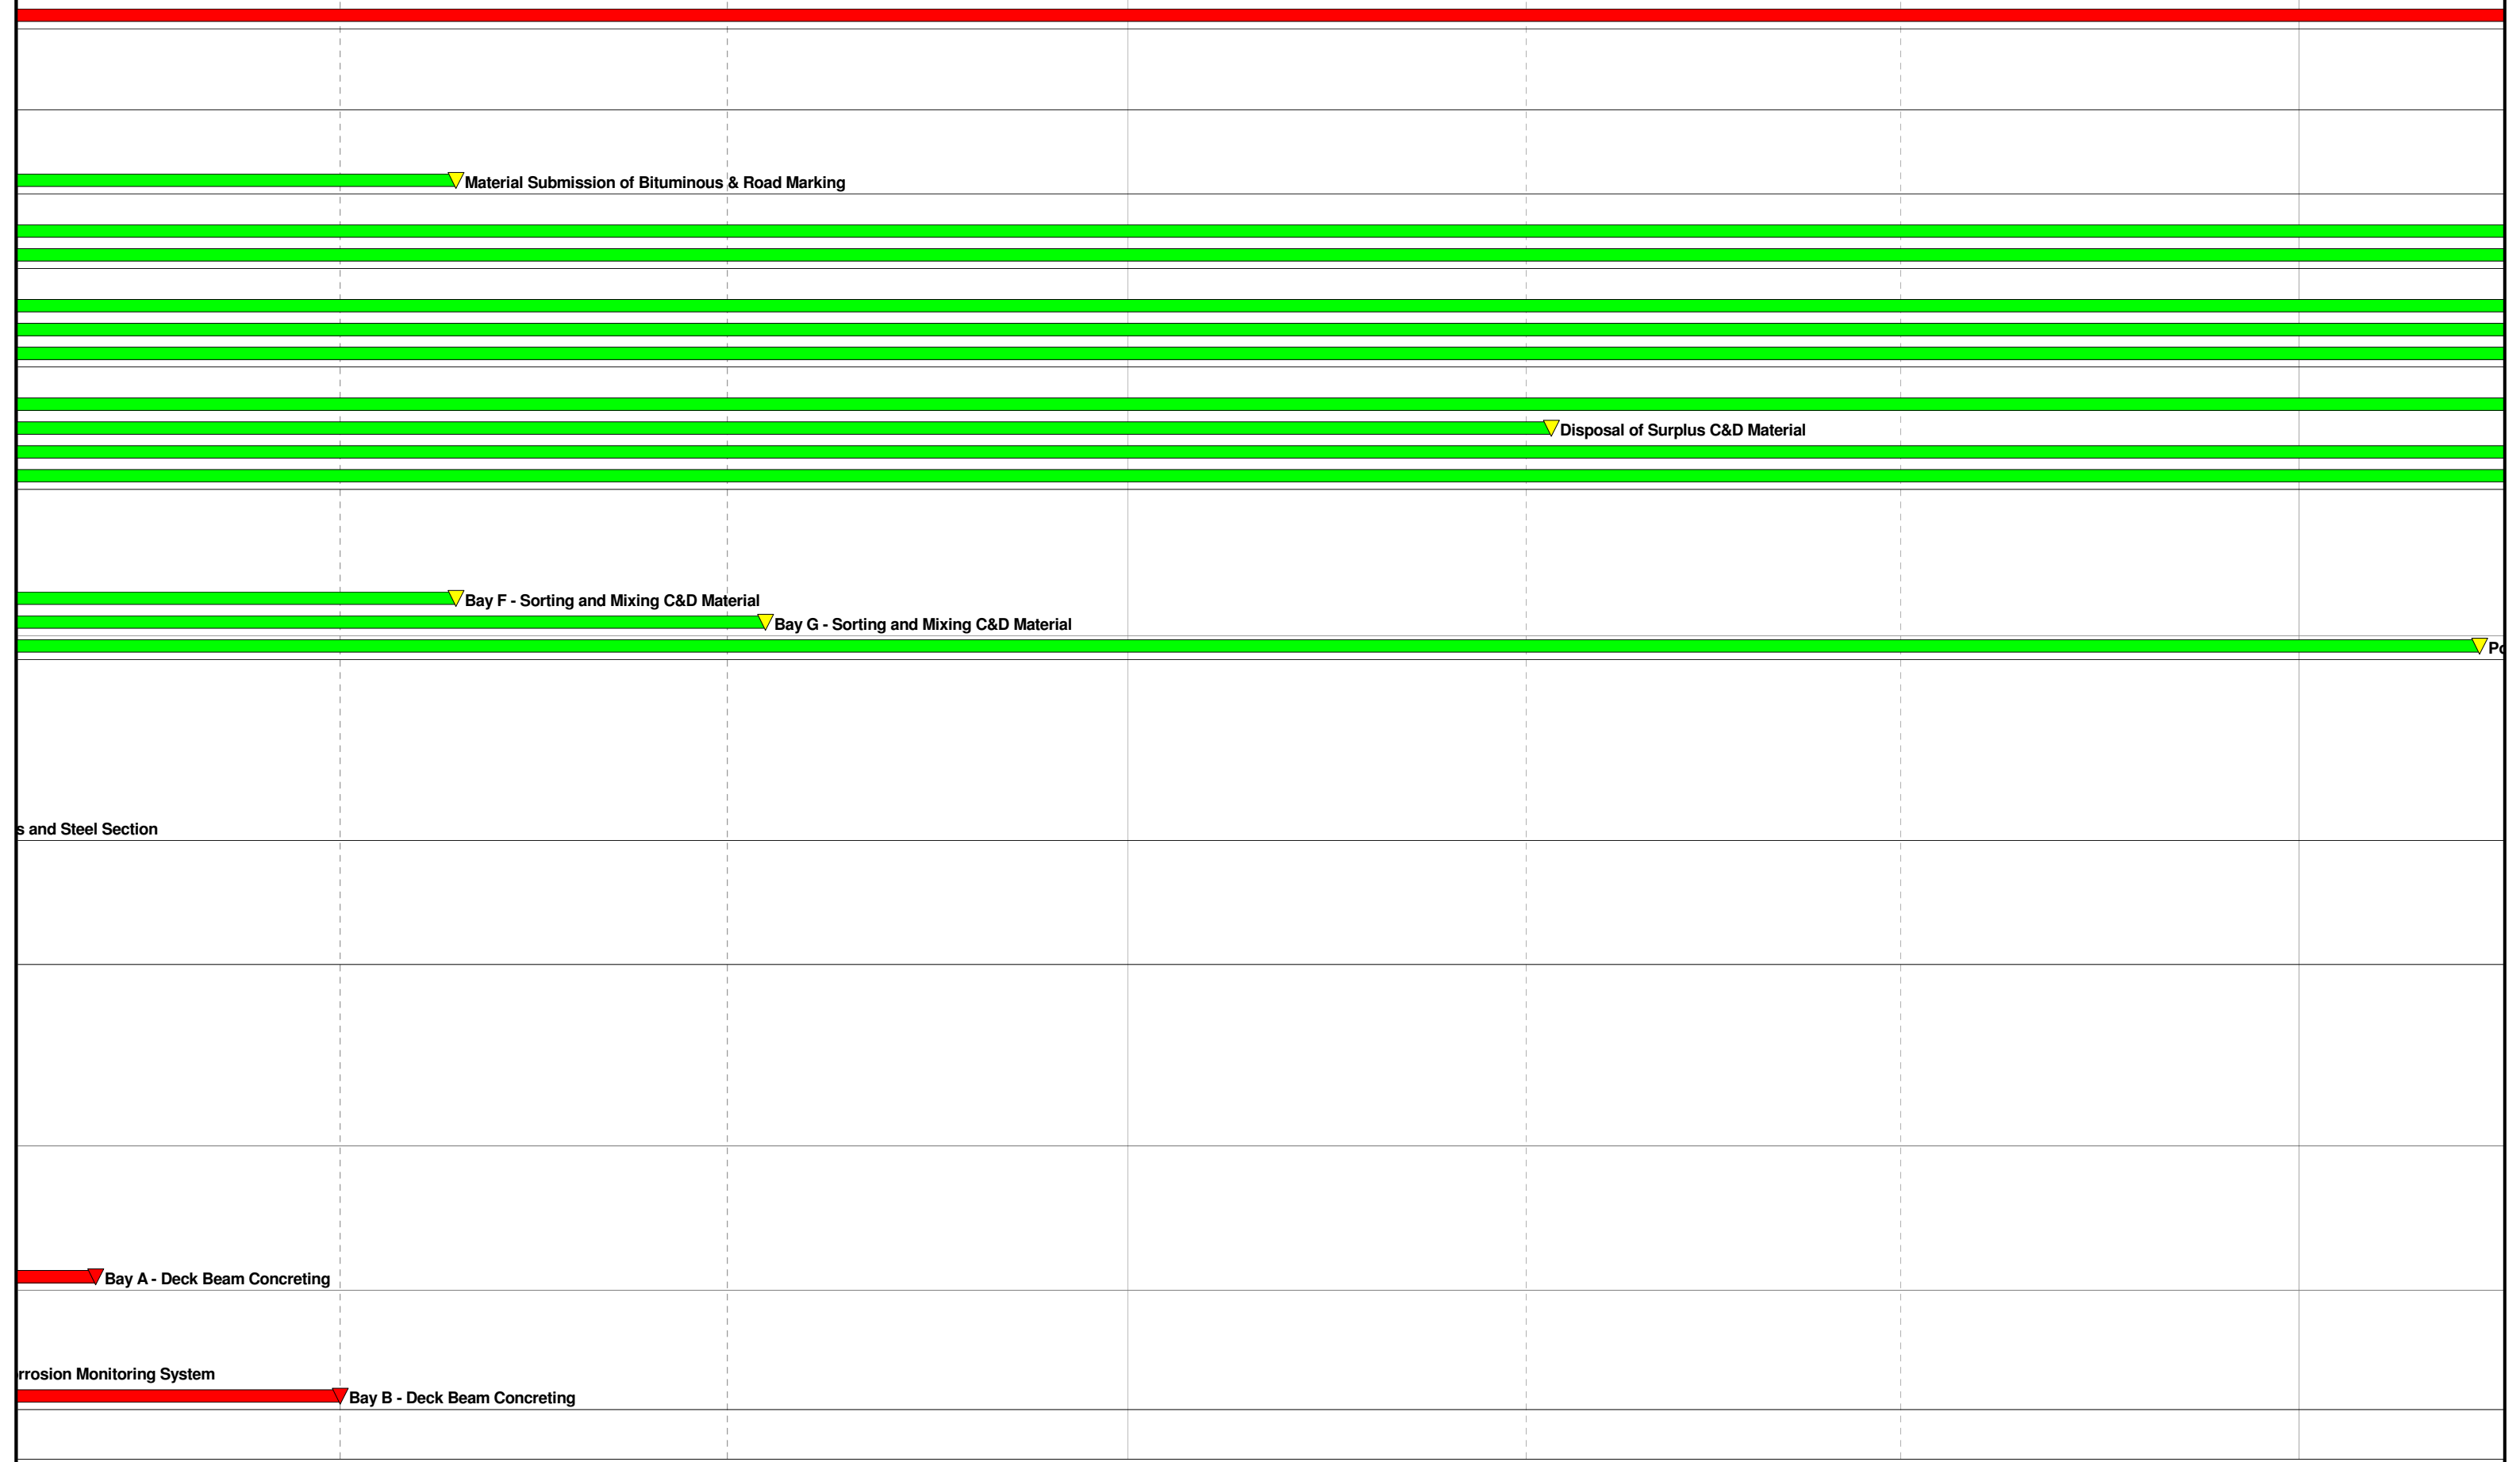 Material Submission of Bituminous & Road Marking
Disposal of Surplus C&D Material
Bay F - Sorting and Mixing C&D Material
Bay G - Sorting and Mixing C&D Material
s and Steel Section
Bay A - Deck Beam Concreting
rrosion Monitoring System
Bay B - Deck Beam Concreting